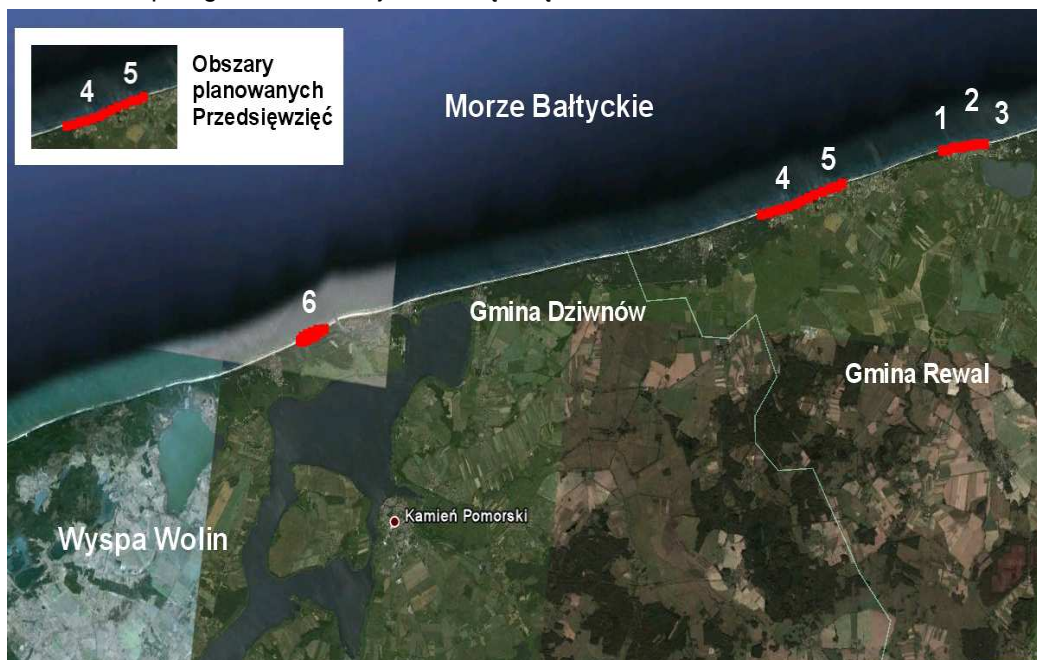 4
5
Obszary
planowanych
Przedsięwzięć
Morze Bałtyckie
1
2
3
4
5
6
Gmina Dziwnów
Gmina Rewal
Kamień Pomorski
Wyspa Wolin